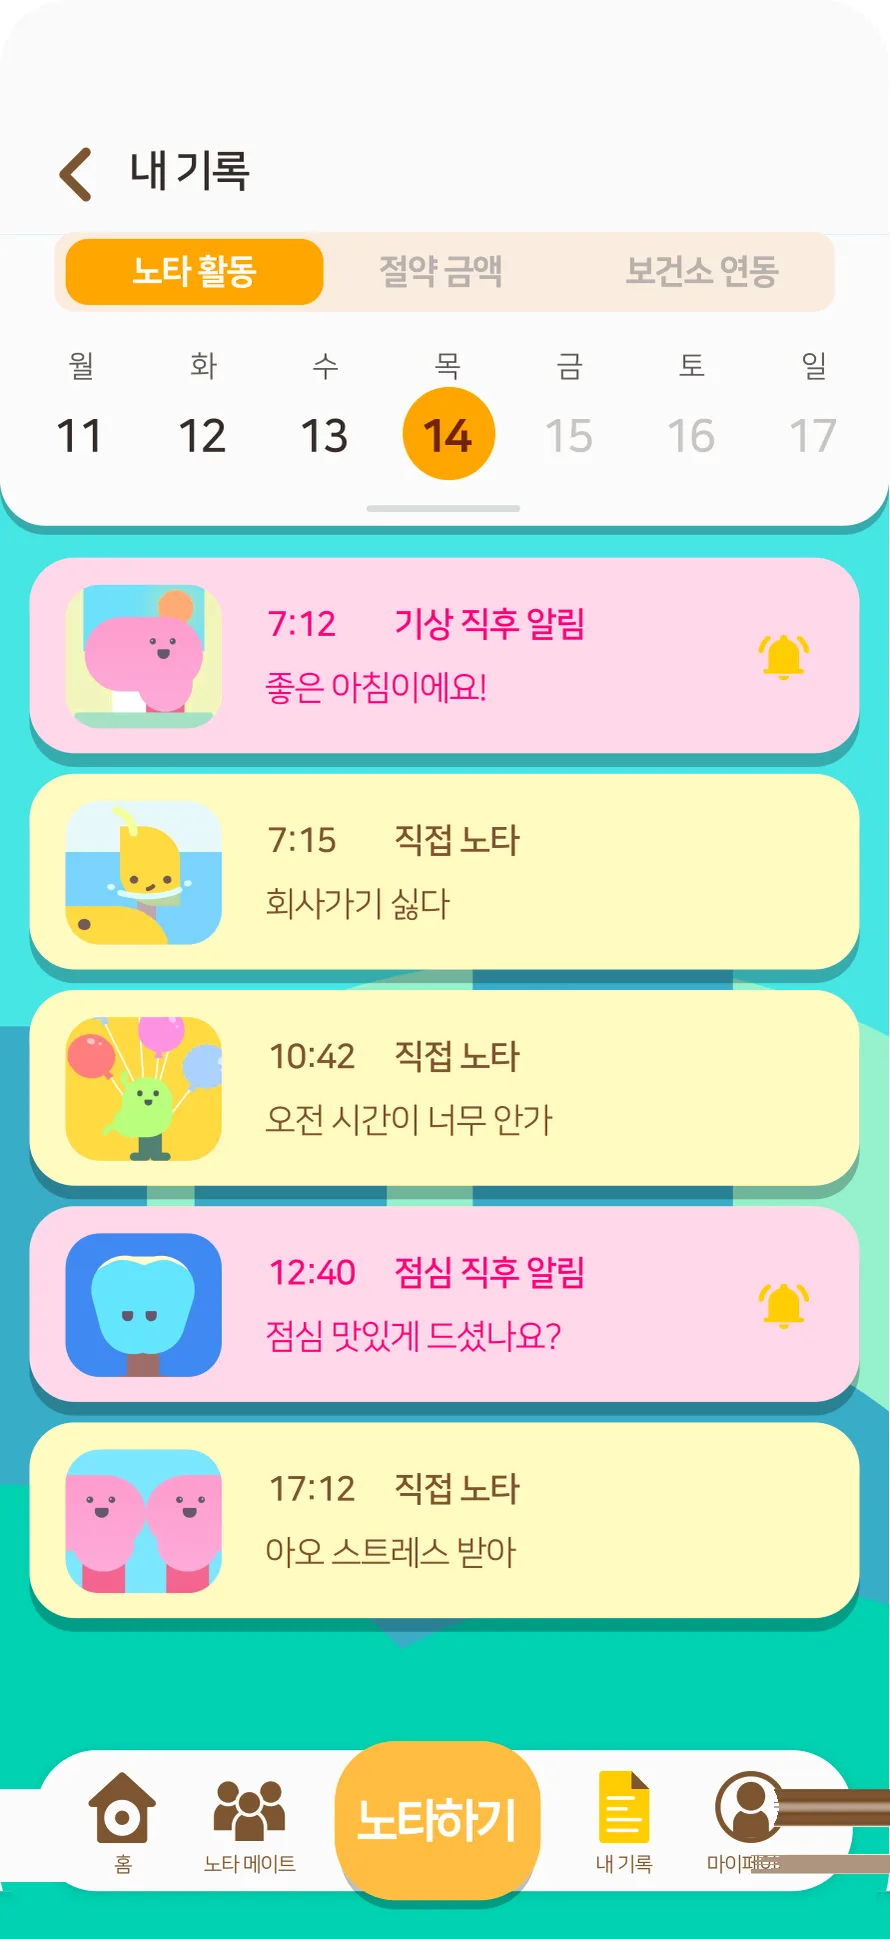 내 기록
노타 활동 절약 금액 보건소 연동
월 화 수 목 금 토 일
11 12 13 14 15 16 17
7:12 기상 직후 알림
좋은 아침이에요!
7:15 직접 노타
회사가기 싫다
10:42 직접 노타
오전 시간이 너무 안가
12:40 점심 직후 알림
점심 맛있게 드셨나요?
17:12 직접 노타
아오 스트레스 받아
노타하기
홈 노타 메이트 내 기록